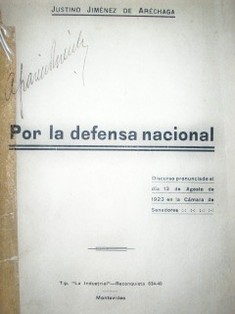 JUSTINO JIMÉNEZ DE ARÉCHAGA
Por la defensa nacional
Discurso pronunciado el
día 13 de Agosto de
1923 en la Cámara de
Senadores
Tip. "La Industrial"—Reconquista
Montevideo